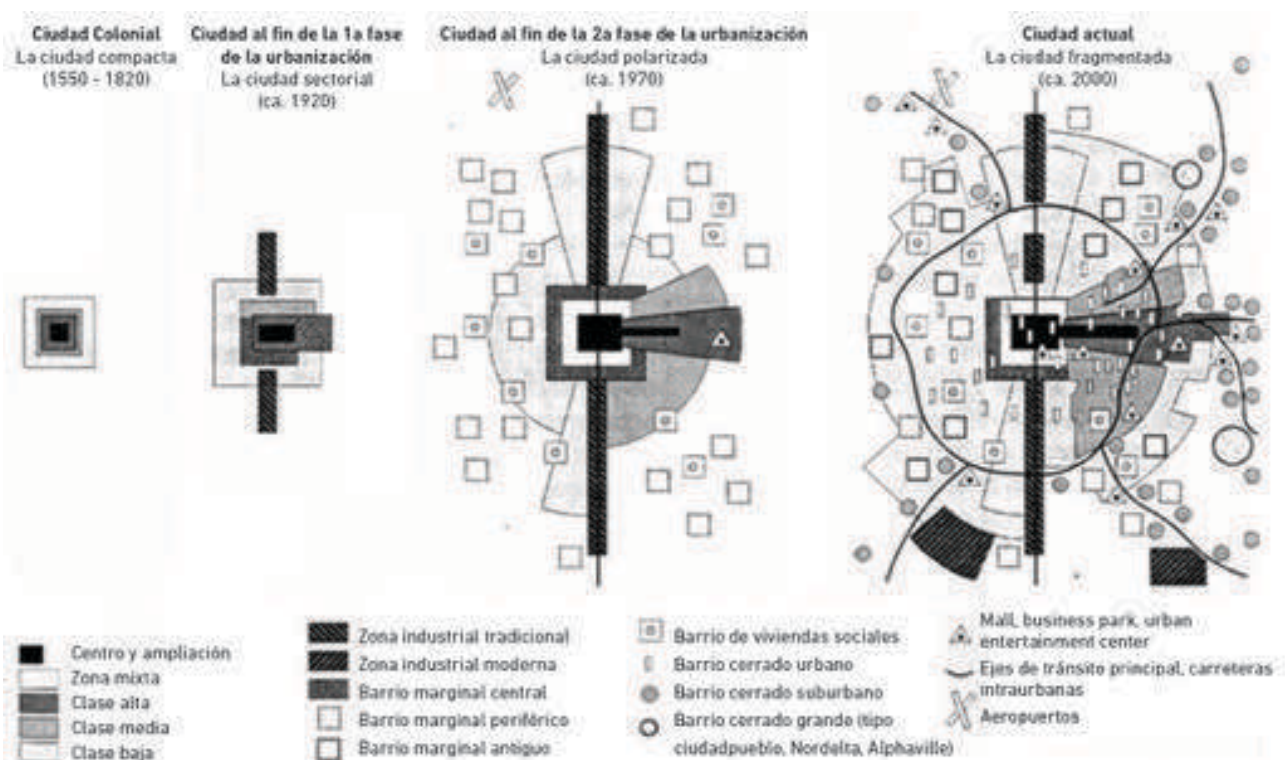 Ciudad Colonial
La ciudad compacta
(1550 - 1820)
Ciudad al fin de la 1a fase
de la urbanización
La ciudad sectorial
(ca. 1920)
Ciudad al fin de la 2a fase de la urbanización
La ciudad polarizada
(ca. 1970)
Ciudad actual
La ciudad fragmentada
(ca. 2000)
Centro y ampliación
Zona mixta
Clase alta
Clase media
Clase baja
Zona industrial tradicional
Zona industrial moderna
Barrio marginal central
Barrio marginal periférico
Barrio marginal antiguo
Barrio de viviendas sociales
Barrio cerrado urbano
Barrio cerrado suburbano
Barrio cerrado grande (tipo
ciudadpueblo, Nordelta, Alphaville)
Mall, business park, urban
entertainment center
Ejes de tránsito principal, carreteras
intraurbanas
Aeropuertos